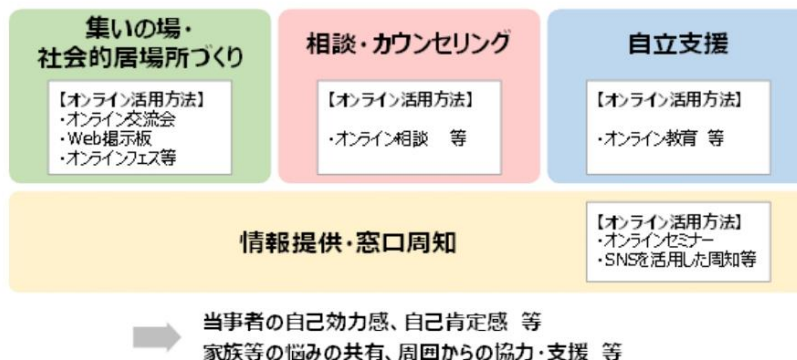 集いの場・
社会的居場所づくり
【オンライン活用方法】
・オンライン交流会
・Web掲示板
・オンラインフェス等
相談・カウンセリング
【オンライン活用方法】
・オンライン相談　等
自立支援
【オンライン活用方法】
・オンライン教育 等
情報提供・窓口周知
【オンライン活用方法】
・オンラインセミナー
・SNSを活用した周知等
当事者の自己効力感、自己肯定感 等
家族等の悩みの共有、周囲からの協力・支援 等